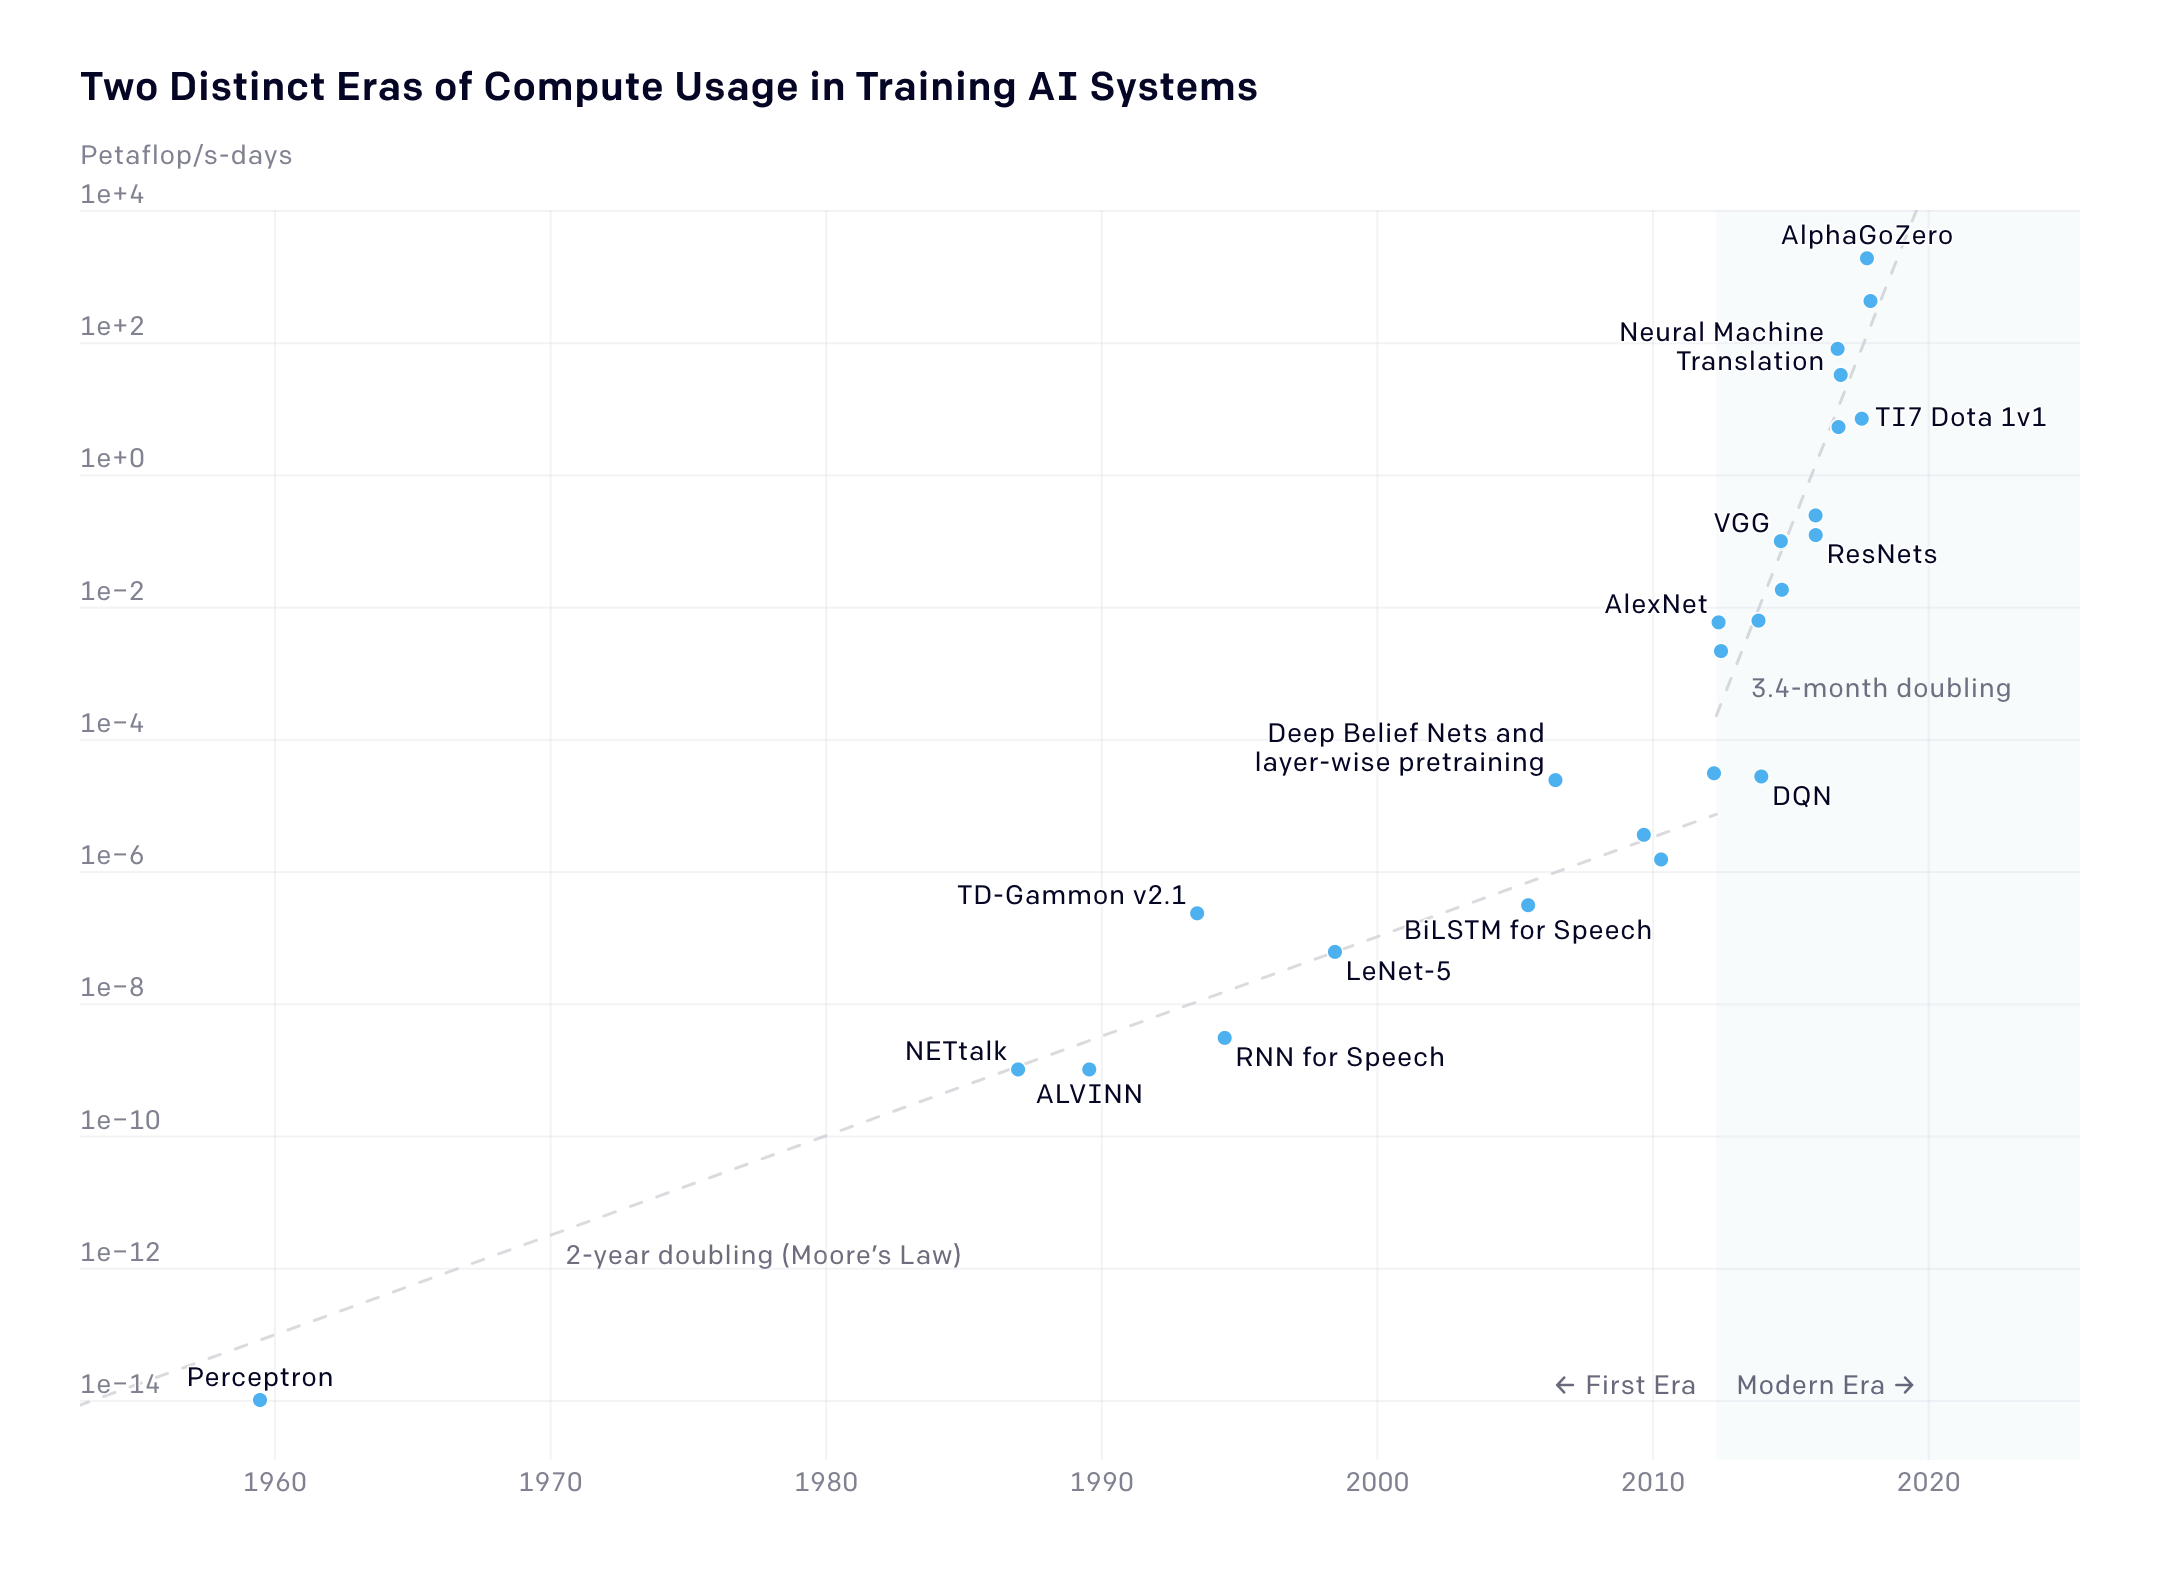 Two Distinct Eras of Compute Usage in Training AI Systems
Petaflop/s-days
1e+4
AlphaGoZero
1e+2
Neural Machine
Translation
TI7 Dota 1v1
1e+0
VGG
ResNets
1e−2
AlexNet
3.4-month doubling
1e−4
Deep Belief Nets and
layer-wise pretraining
DQN
1e−6
TD-Gammon v2.1
BiLSTM for Speech
LeNet-5
1e−8
NETtalk
RNN for Speech
ALVINN
1e−10
1e−12
2-year doubling (Moore’s Law)
1e−14
Perceptron
← First Era
Modern Era →
1960
1970
1980
1990
2000
2010
2020